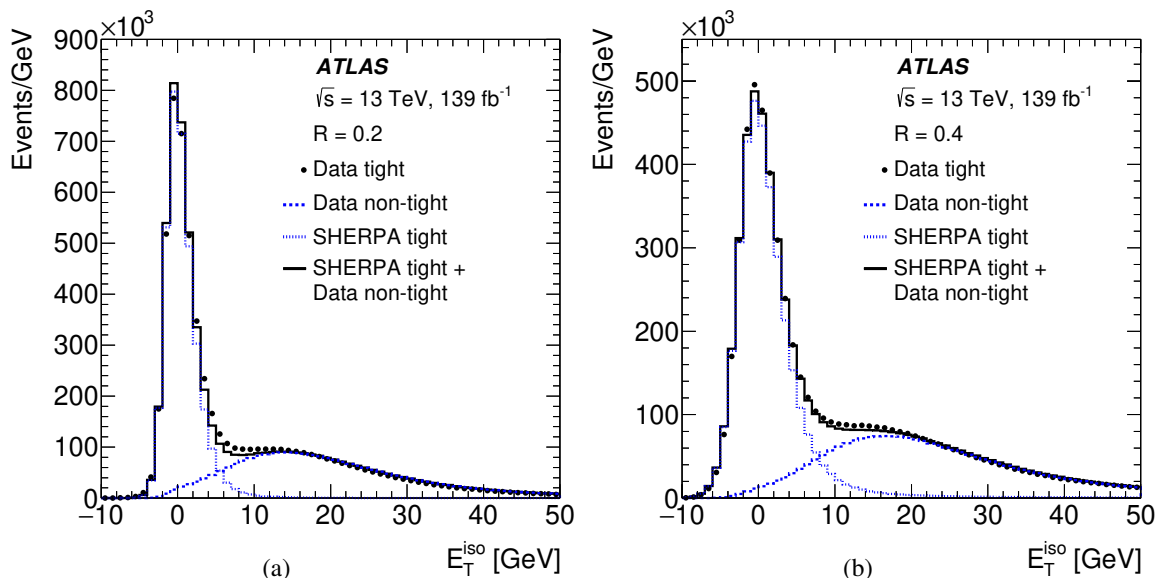 ×10³
Events/GeV
900
800
700
600
500
400
300
200
100
0
ATLAS
√s = 13 TeV, 139 fb⁻¹
R = 0.2
Data tight
Data non-tight
SHERPA tight
SHERPA tight +
Data non-tight
−10 0 10 20 30 40 50
E_T^iso [GeV]
(a)
×10³
Events/GeV
500
400
300
200
100
0
ATLAS
√s = 13 TeV, 139 fb⁻¹
R = 0.4
Data tight
Data non-tight
SHERPA tight
SHERPA tight +
Data non-tight
−10 0 10 20 30 40 50
E_T^iso [GeV]
(b)